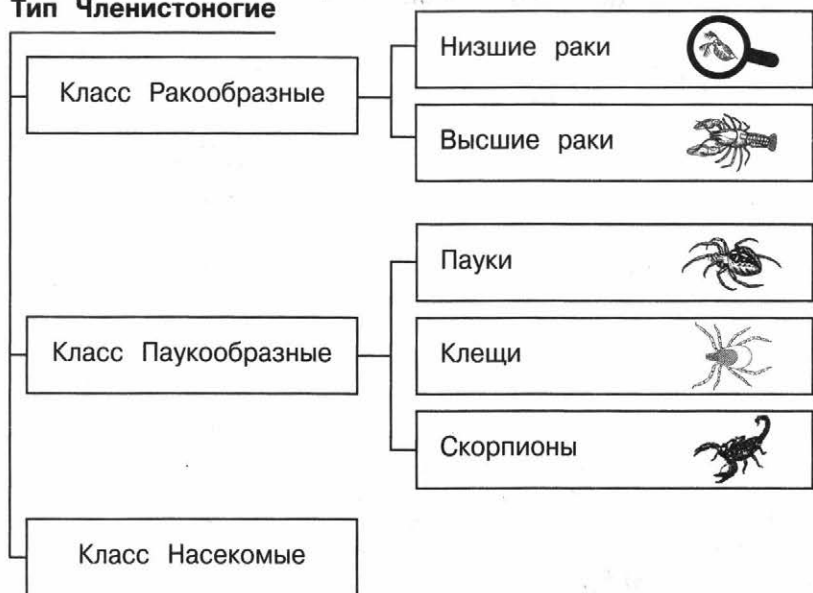 Тип Членистоногие
Класс Ракообразные
Низшие раки
Высшие раки
Класс Паукообразные
Пауки
Клещи
Скорпионы
Класс Насекомые